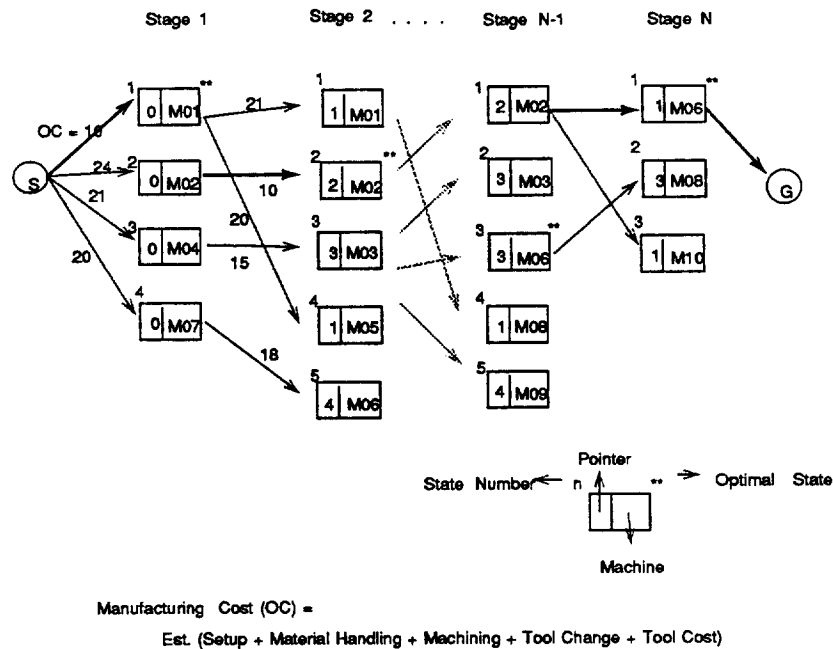 Stage 1 Stage 2 . . . . Stage N-1 Stage N
1 0 M01 **
21
1 1 M01
1 2 M02
1 1 M06 **
OC = 10
S
24
2 0 M02
10
2 2 M02 **
2 3 M03
2 3 M08
G
21
3 0 M04
20
15
3 3 M03
3 3 M06 **
3 1 M10
20
4 0 M07
18
4 1 M05
4 1 M08
5 4 M06
5 4 M09
Pointer
State Number n ** Optimal State
Machine
Manufacturing Cost (OC) =
Est. (Setup + Material Handling + Machining + Tool Change + Tool Cost)